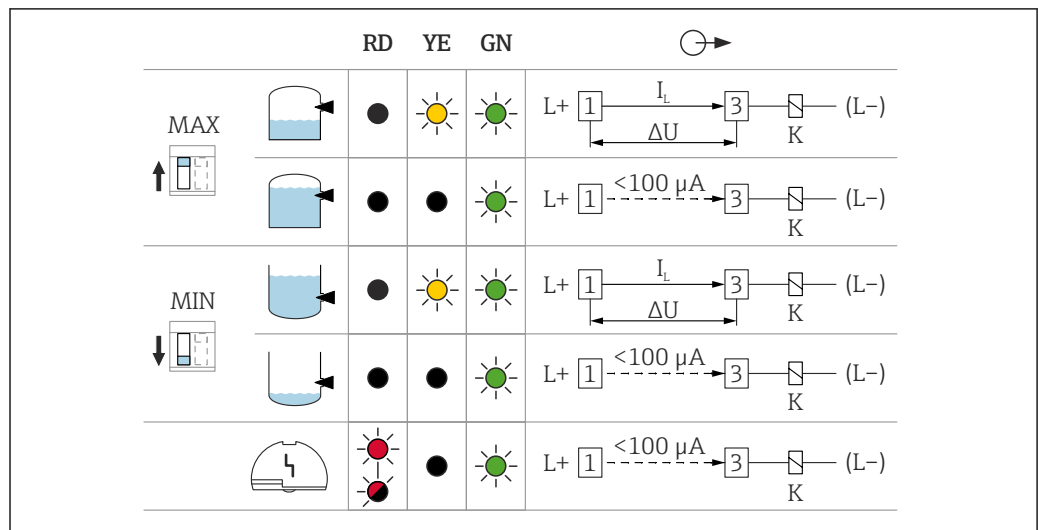 RD YE GN
MAX
L+ 1 I_L 3 (L−)
ΔU K
<100 µA
L+ 1 3 (L−)
K
MIN
L+ 1 I_L 3 (L−)
ΔU K
<100 µA
L+ 1 3 (L−)
K
<100 µA
L+ 1 3 (L−)
K